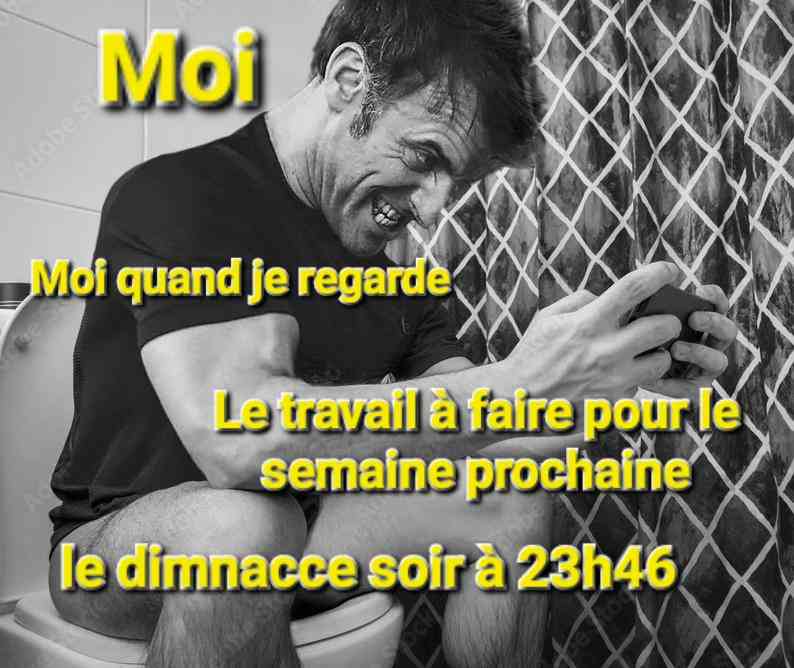 Moi
Moi quand je regarde
Le travail à faire pour le
semaine prochaine
le dimnacce soir à 23h46